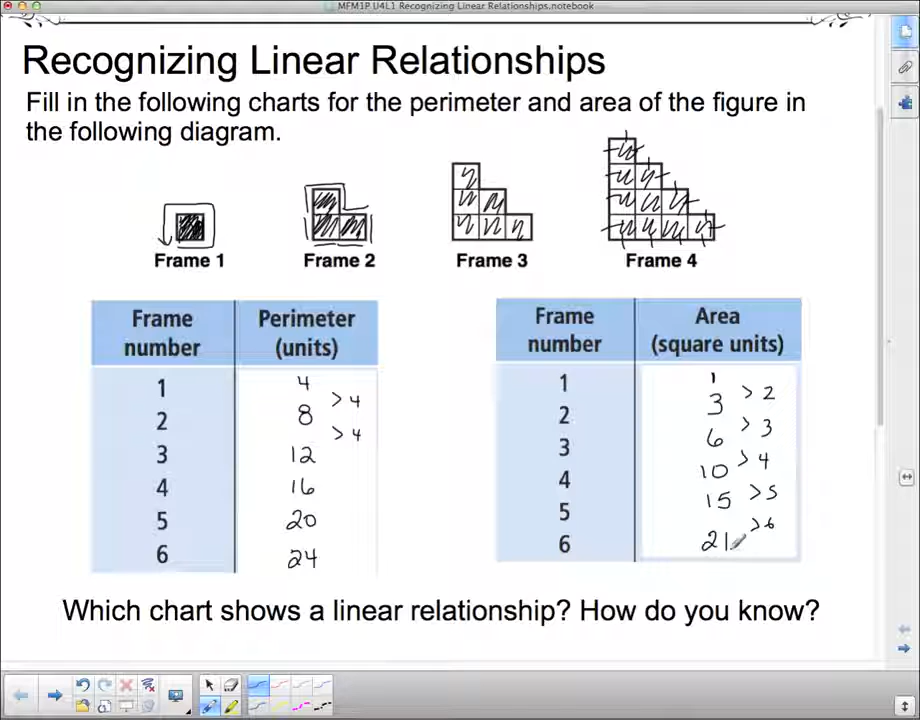 MFM1P U4L1 Recognizing Linear Relationships.notebook
Recognizing Linear Relationships
Fill in the following charts for the perimeter and area of the figure in
the following diagram.
Frame 1 Frame 2 Frame 3 Frame 4
Frame number Perimeter (units)
1 4
> 4
2 8
> 4
3 12
4 16
5 20
6 24
Frame number Area (square units)
1 1
> 2
2 3
> 3
3 6
> 4
4 10
> 5
5 15
> 6
6 21
Which chart shows a linear relationship? How do you know?